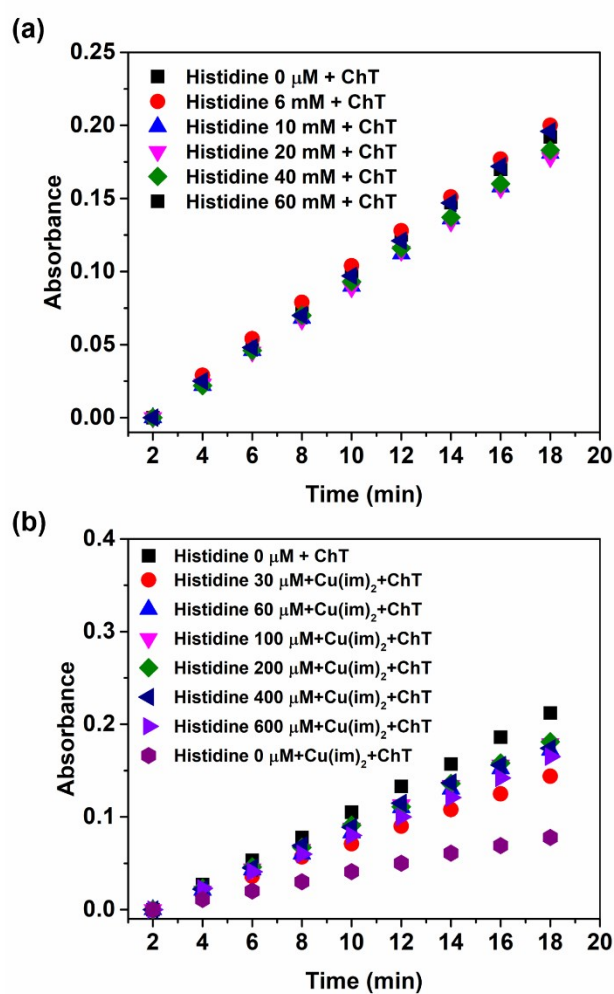 (a)
0.25
0.20
0.15
0.10
0.05
0.00
Absorbance
Histidine 0 μM + ChT
Histidine 6 mM + ChT
Histidine 10 mM + ChT
Histidine 20 mM + ChT
Histidine 40 mM + ChT
Histidine 60 mM + ChT
2 4 6 8 10 12 14 16 18 20
Time (min)
(b)
0.4
0.3
0.2
0.1
0.0
Absorbance
Histidine 0 μM + ChT
Histidine 30 μM+Cu(im)₂+ChT
Histidine 60 μM+Cu(im)₂+ChT
Histidine 100 μM+Cu(im)₂+ChT
Histidine 200 μM+Cu(im)₂+ChT
Histidine 400 μM+Cu(im)₂+ChT
Histidine 600 μM+Cu(im)₂+ChT
Histidine 0 μM+Cu(im)₂+ChT
2 4 6 8 10 12 14 16 18 20
Time (min)